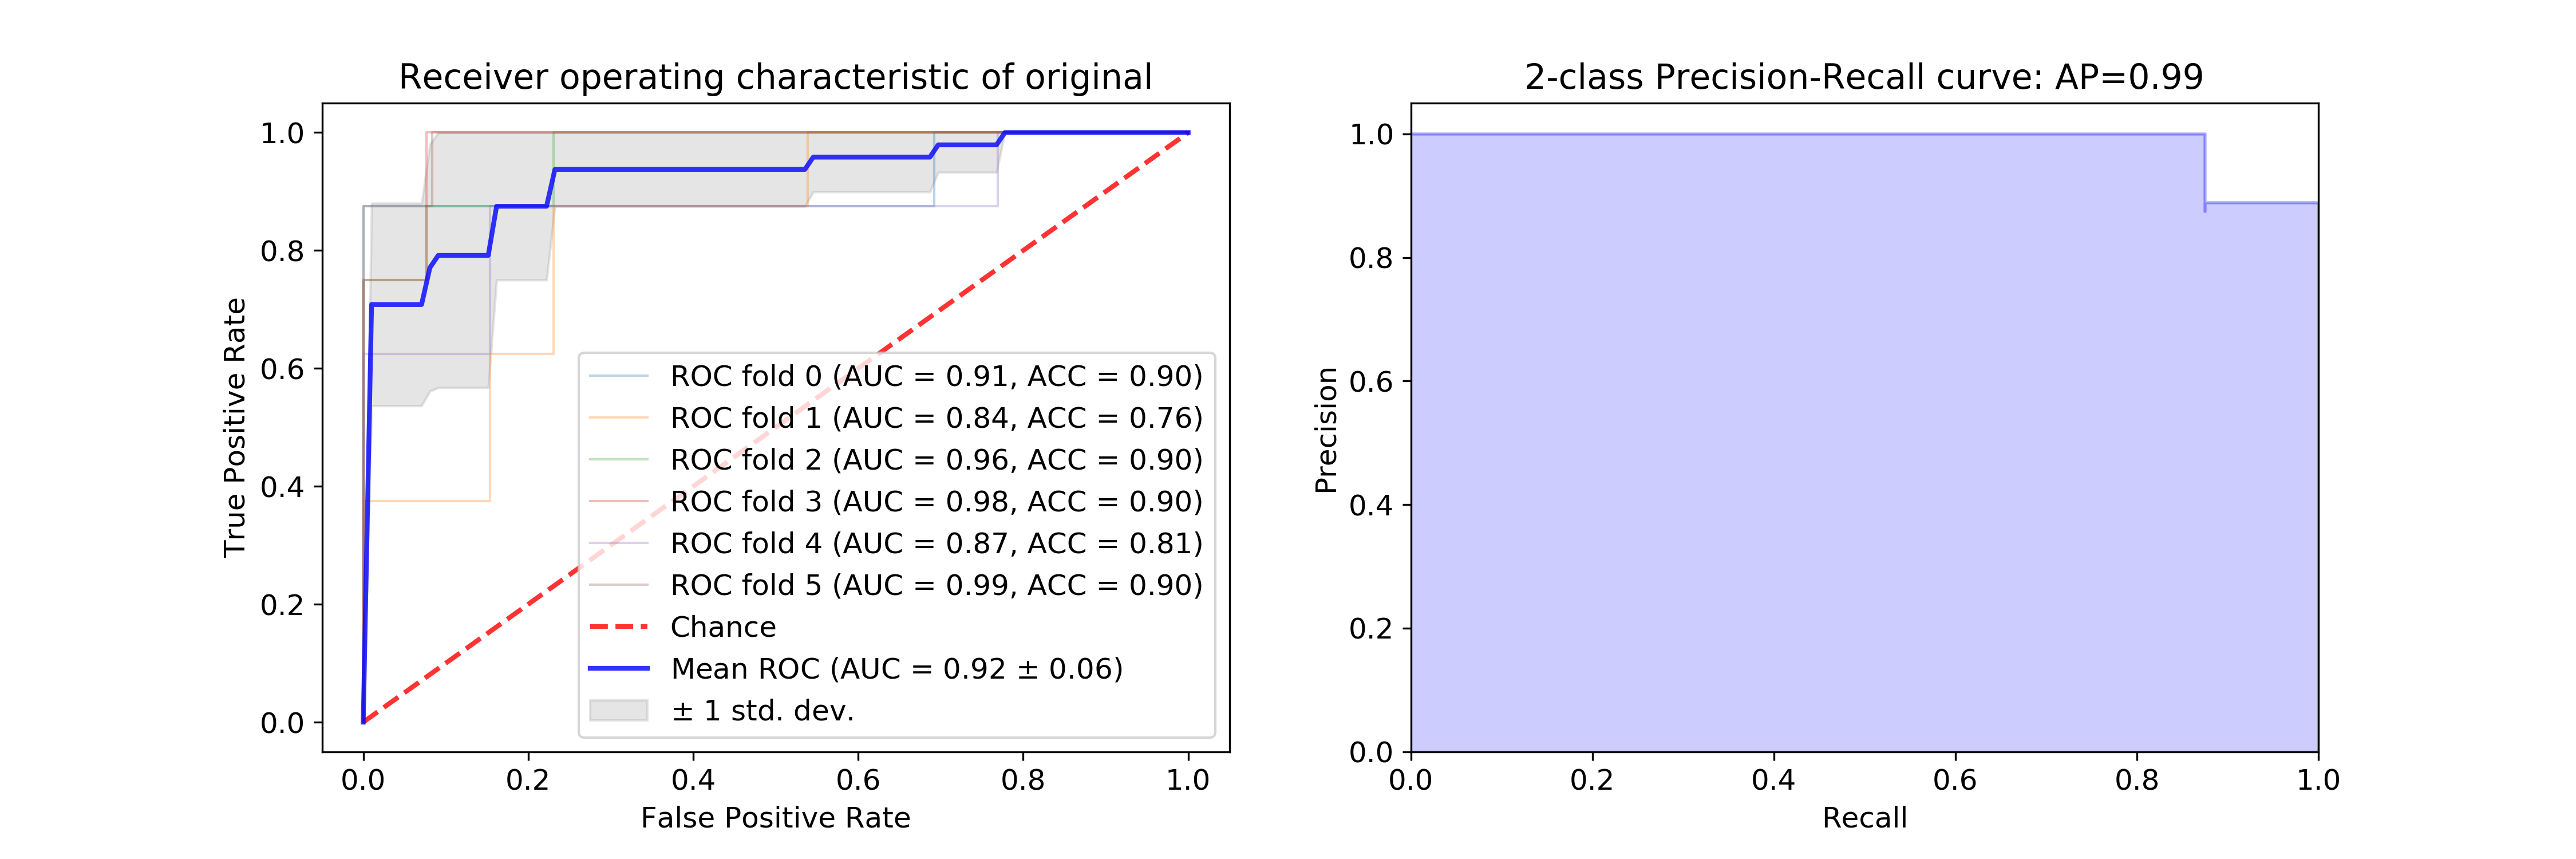 Receiver operating characteristic of original
1.0
0.8
0.6
0.4
0.2
0.0
True Positive Rate
ROC fold 0 (AUC = 0.91, ACC = 0.90)
ROC fold 1 (AUC = 0.84, ACC = 0.76)
ROC fold 2 (AUC = 0.96, ACC = 0.90)
ROC fold 3 (AUC = 0.98, ACC = 0.90)
ROC fold 4 (AUC = 0.87, ACC = 0.81)
ROC fold 5 (AUC = 0.99, ACC = 0.90)
Chance
Mean ROC (AUC = 0.92 ± 0.06)
± 1 std. dev.
0.0 0.2 0.4 0.6 0.8 1.0
False Positive Rate
2-class Precision-Recall curve: AP=0.99
1.0
0.8
0.6
0.4
0.2
0.0
Precision
0.0 0.2 0.4 0.6 0.8 1.0
Recall